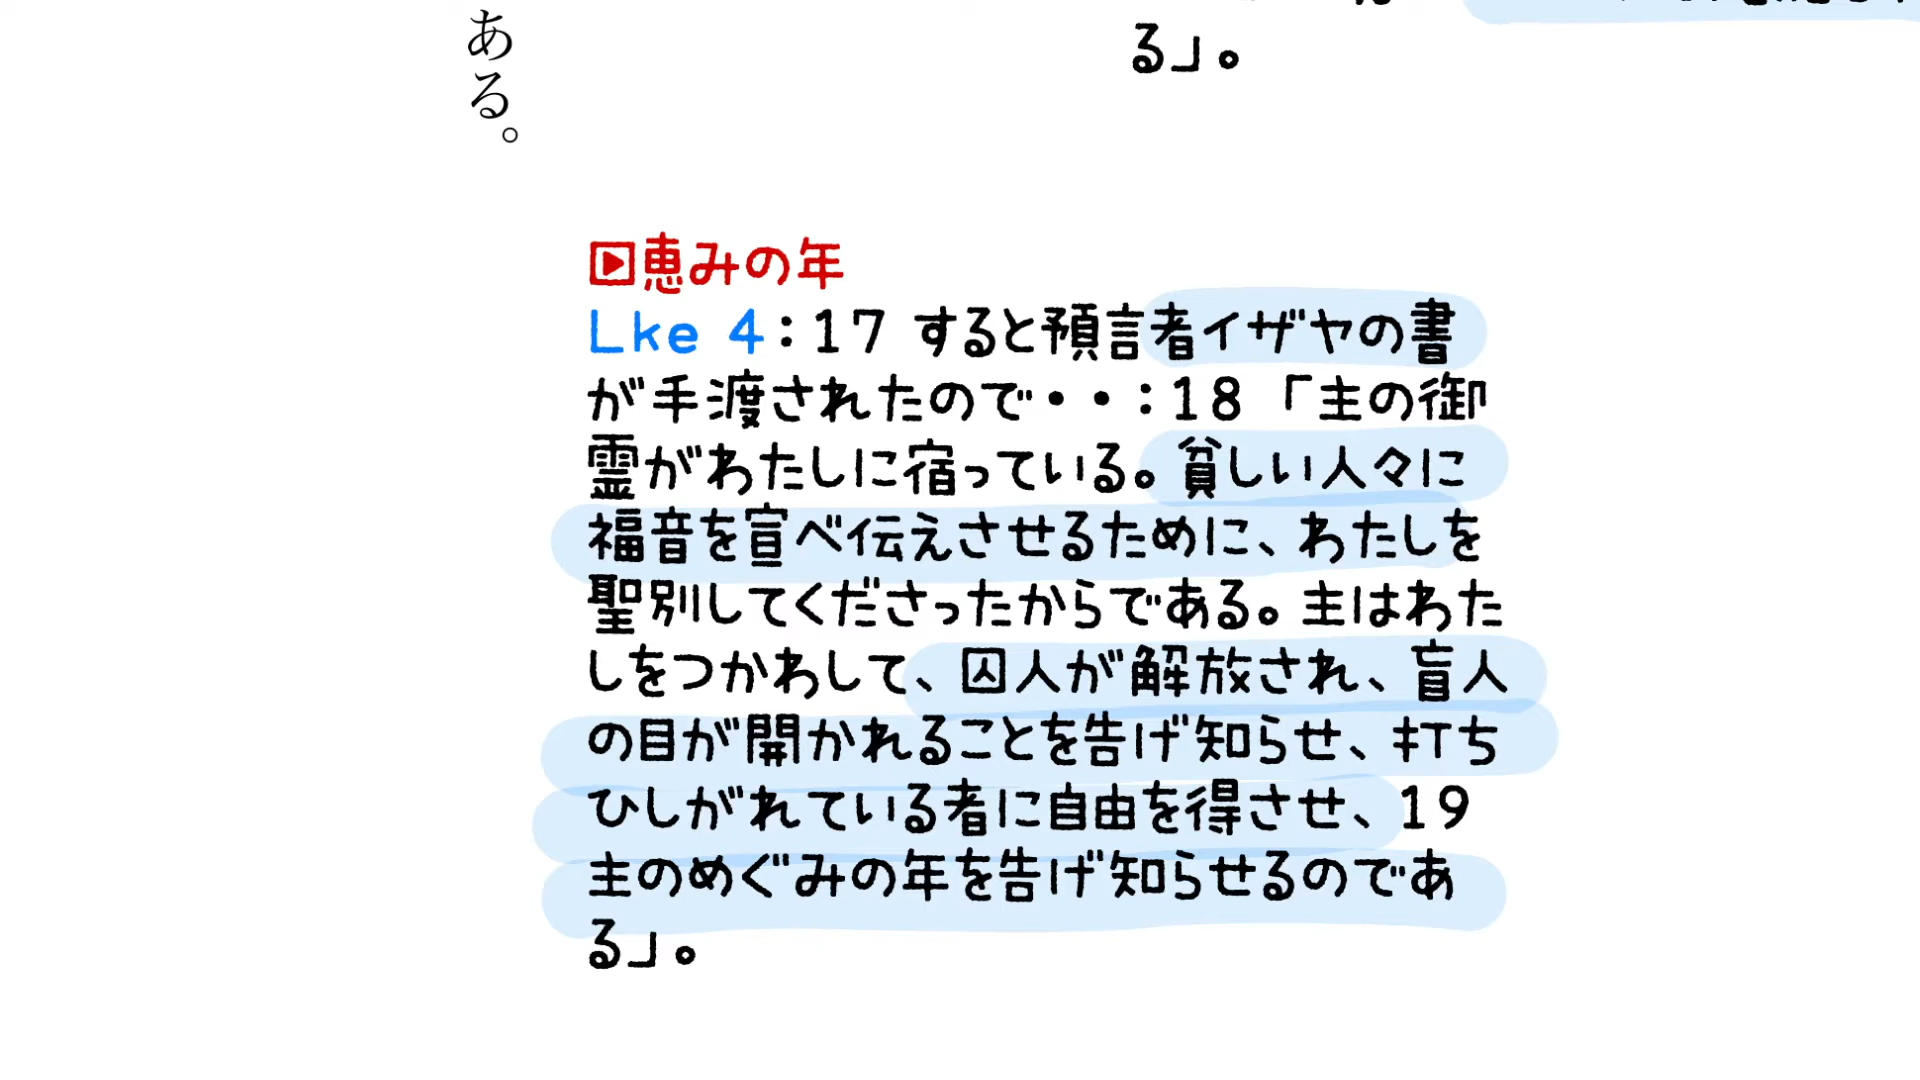 ある。
る」。
▶恵みの年
Lke 4：17 すると預言者イザヤの書
が手渡されたので・・：18「主の御
霊がわたしに宿っている。貧しい人々に
福音を宣べ伝えさせるために、わたしを
聖別してくださったからである。主はわた
しをつかわして、囚人が解放され、盲人
の目が開かれることを告げ知らせ、打ち
ひしがれている者に自由を得させ、19
主のめぐみの年を告げ知らせるのであ
る」。